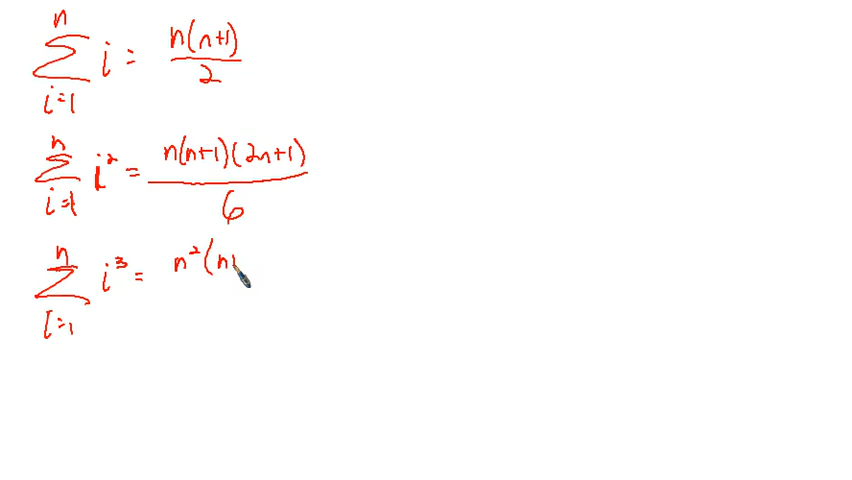 n
∑ i = n(n+1)
i=1 2
n
∑ i² = n(n+1)(2n+1)
i=1 6
n
∑ i³ = n²(n
i=1